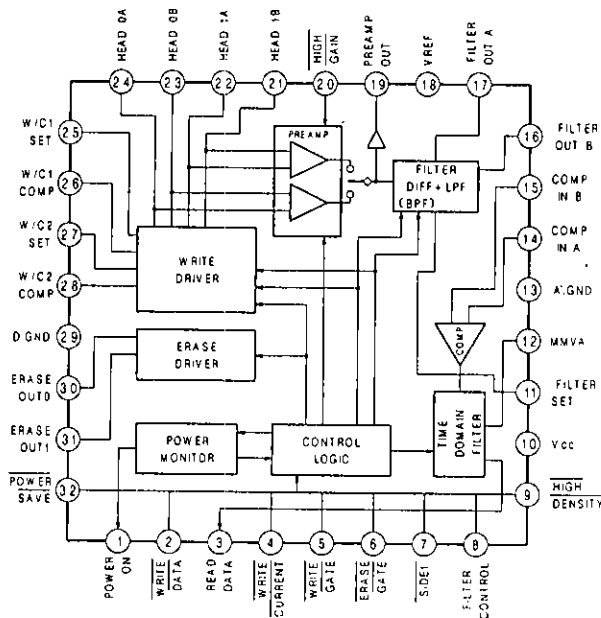 HEAD 0A
HEAD 0B
HEAD 1A
HEAD 1B
HIGH
GAIN
PREAMP
OUT
VREF
FILTER
OUT A
24
23
22
21
20
19
18
17
W/C1
SET
25
W/C1
COMP
26
W/C2
SET
27
W/C2
COMP
28
D GND
29
ERASE
OUT0
30
ERASE
OUT1
31
POWER
SAVE
32
PREAMP
FILTER
DIFF + LPF
(BPF)
WRITE
DRIVER
ERASE
DRIVER
COMP
POWER
MONITOR
CONTROL
LOGIC
TIME
DOMAIN
FILTER
16
FILTER
OUT B
15
COMP
IN B
14
COMP
IN A
13
A.GND
12
MMVA
11
FILTER
SET
10
Vcc
9
HIGH
DENSITY
1
2
3
4
5
6
7
8
POWER
ON
WRITE
DATA
READ
DATA
WRITE
CURRENT
WRITE
GATE
ERASE
GATE
SIDE1
FILTER
CONTROL